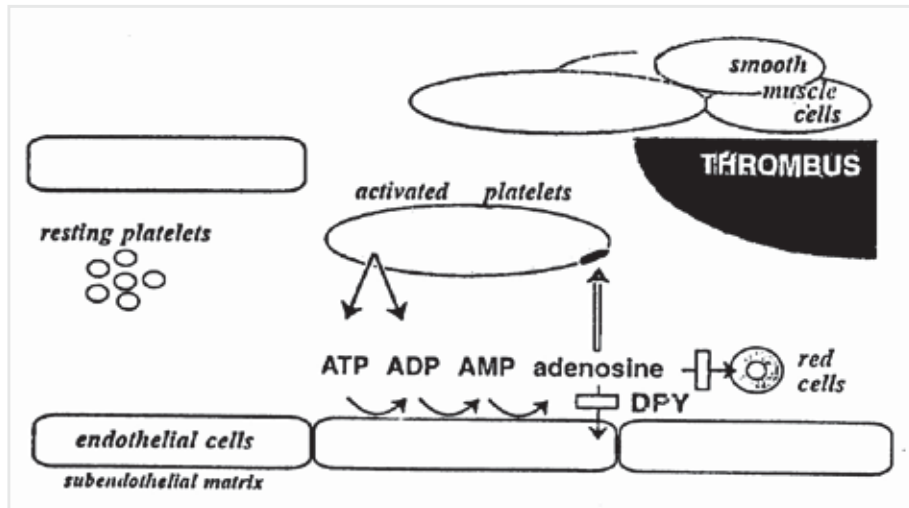 smooth
muscle
cells
THROMBUS
activated platelets
resting platelets
ATP ADP AMP adenosine
red
cells
DPY
endothelial cells
subendothelial matrix